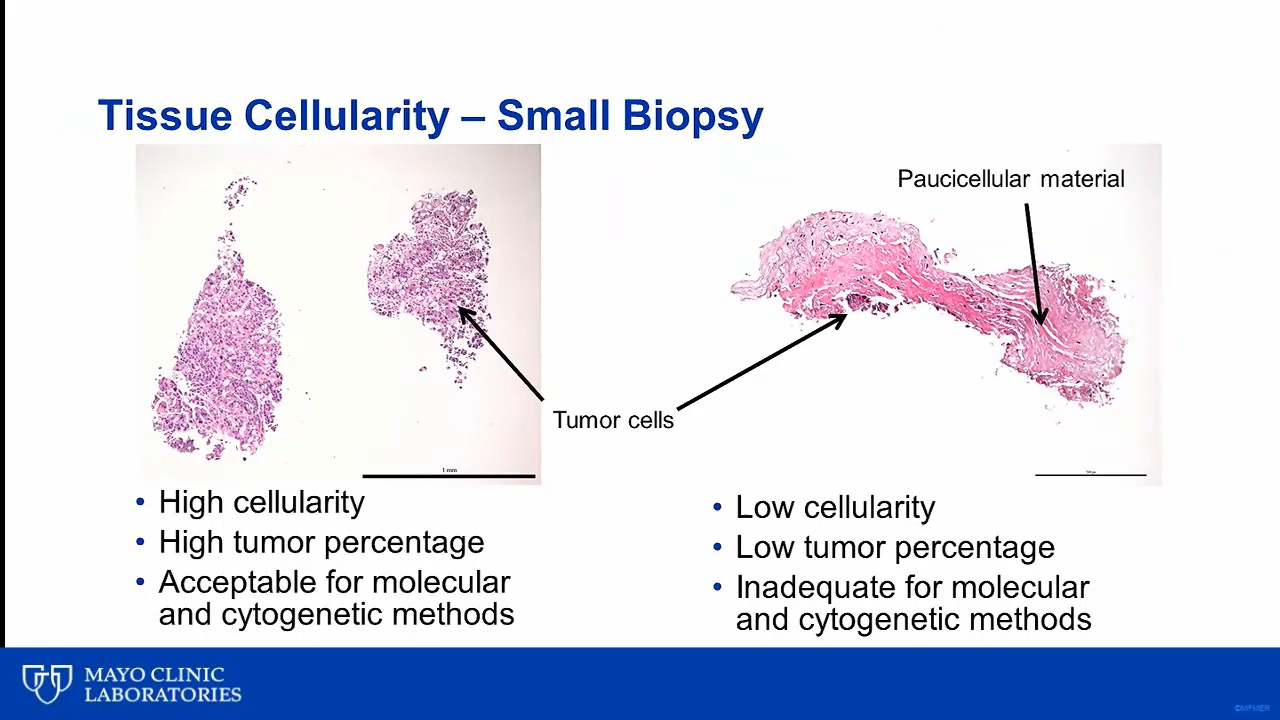 Tissue Cellularity – Small Biopsy
Paucicellular material
Tumor cells
1 mm
• High cellularity
• High tumor percentage
• Acceptable for molecular
and cytogenetic methods
• Low cellularity
• Low tumor percentage
• Inadequate for molecular
and cytogenetic methods
MAYO CLINIC
LABORATORIES
©MFMER